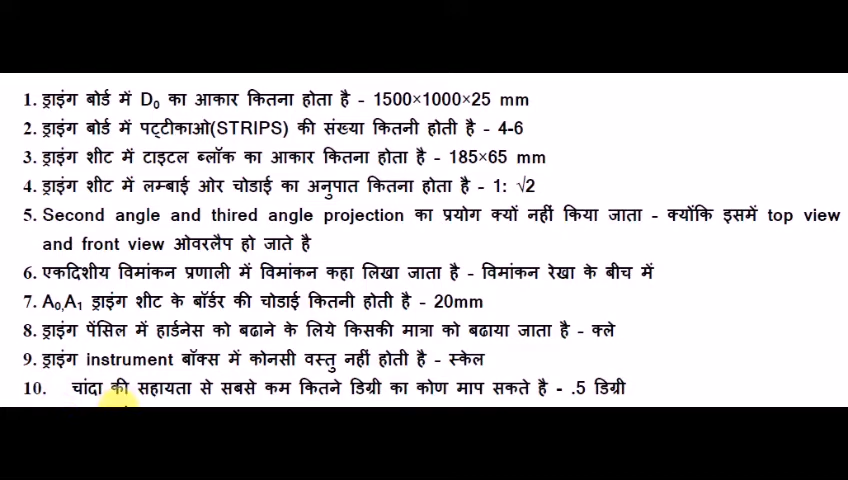 1. ड्राइंग बोर्ड में D₀ का आकार कितना होता है - 1500×1000×25 mm
2. ड्राइंग बोर्ड में पट्टीकाओ(STRIPS) की संख्या कितनी होती है - 4-6
3. ड्राइंग शीट में टाइटल ब्लॉक का आकार कितना होता है - 185×65 mm
4. ड्राइंग शीट में लम्बाई ओर चोडाई का अनुपात कितना होता है - 1: √2
5. Second angle and thired angle projection का प्रयोग क्यों नहीं किया जाता - क्योंकि इसमें top view
and front view ओवरलैप हो जाते है
6. एकदिशीय विमांकन प्रणाली में विमांकन कहा लिखा जाता है - विमांकन रेखा के बीच में
7. A₀,A₁ ड्राइंग शीट के बॉर्डर की चोडाई कितनी होती है - 20mm
8. ड्राइंग पेंसिल में हार्डनेस को बढाने के लिये किसकी मात्रा को बढाया जाता है - क्ले
9. ड्राइंग instrument बॉक्स में कोनसी वस्तु नहीं होती है - स्केल
10. चांदा की सहायता से सबसे कम कितने डिग्री का कोण माप सकते है - .5 डिग्री